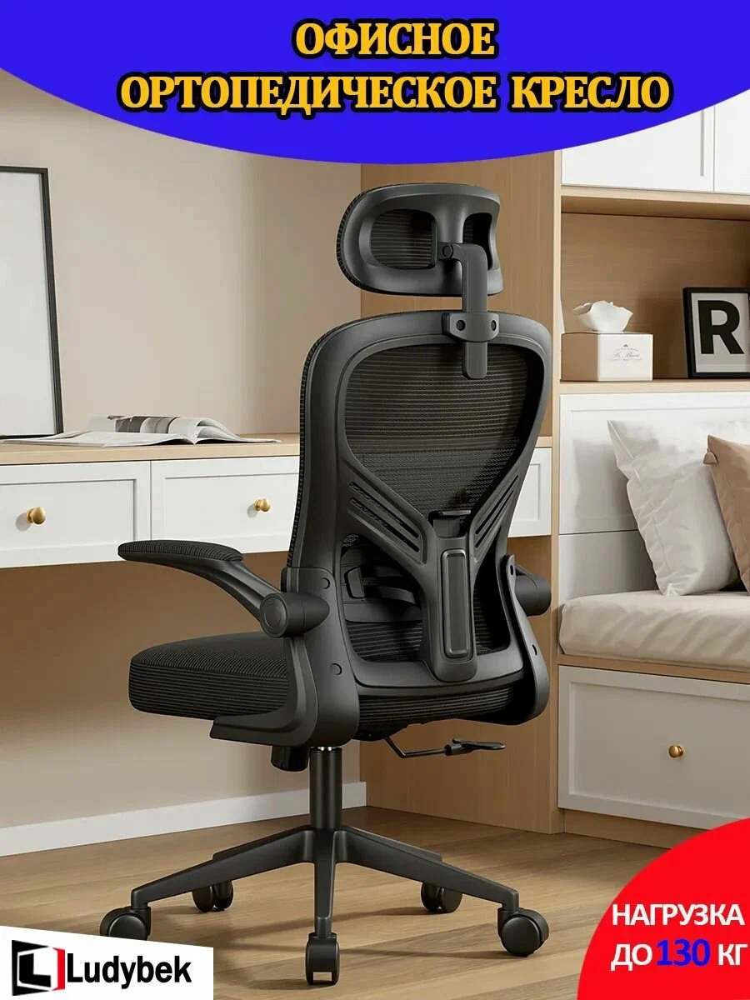 ОФИСНОЕ
ОРТОПЕДИЧЕСКОЕ КРЕСЛО
R
НАГРУЗКА
ДО 130 КГ
Ludybek